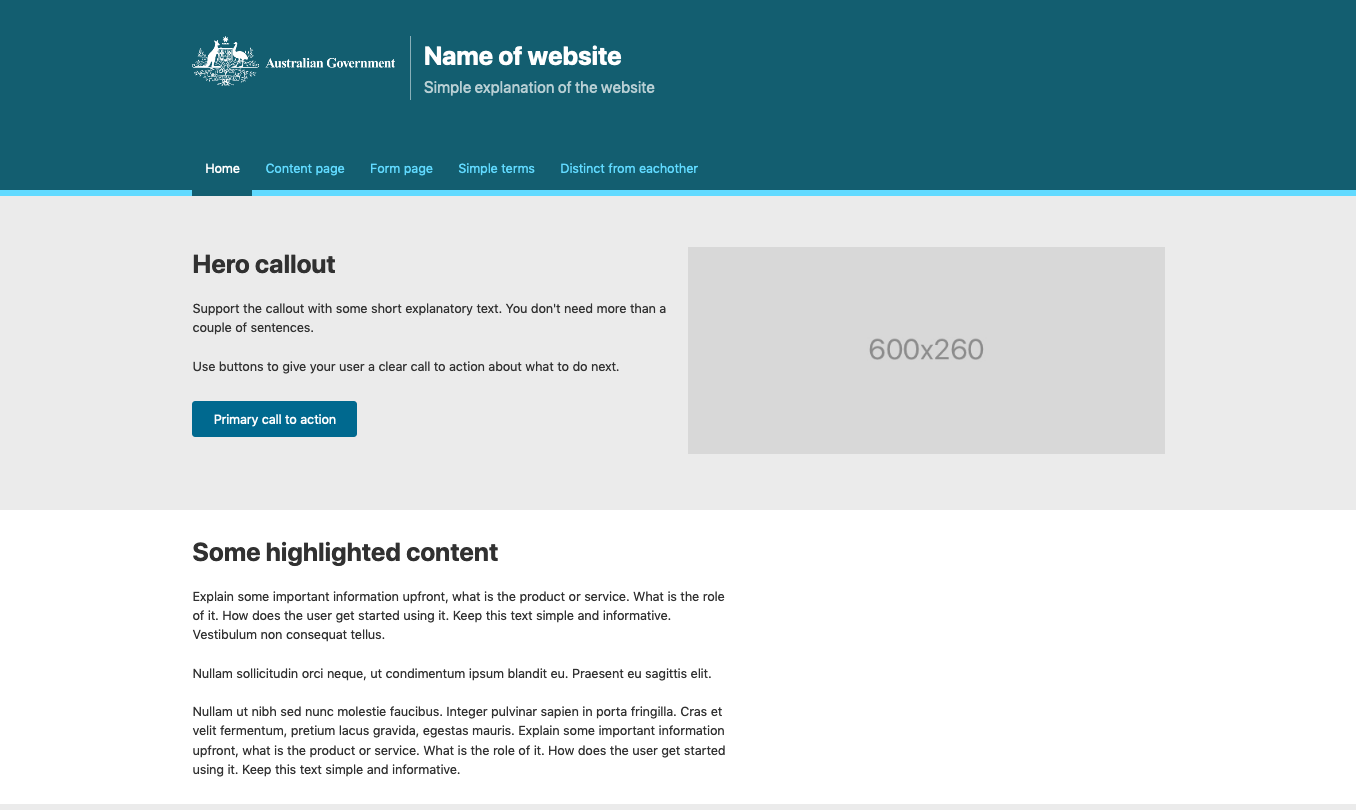 Australian Government
Name of website
Simple explanation of the website
Home Content page Form page Simple terms Distinct from eachother
Hero callout
Support the callout with some short explanatory text. You don't need more than a
couple of sentences.
Use buttons to give your user a clear call to action about what to do next.
Primary call to action
600x260
Some highlighted content
Explain some important information upfront, what is the product or service. What is the role
of it. How does the user get started using it. Keep this text simple and informative.
Vestibulum non consequat tellus.
Nullam sollicitudin orci neque, ut condimentum ipsum blandit eu. Praesent eu sagittis elit.
Nullam ut nibh sed nunc molestie faucibus. Integer pulvinar sapien in porta fringilla. Cras et
velit fermentum, pretium lacus gravida, egestas mauris. Explain some important information
upfront, what is the product or service. What is the role of it. How does the user get started
using it. Keep this text simple and informative.